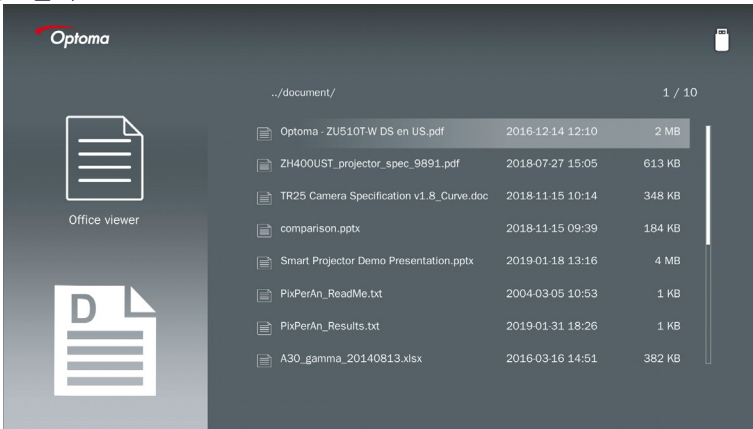 Optoma
../document/ 1 / 10
Optoma - ZU510T-W DS en US.pdf 2016-12-14 12:10 2 MB
ZH400UST_projector_spec_9891.pdf 2018-07-27 15:05 613 KB
TR25 Camera Specification v1.8_Curve.doc 2018-11-15 10:14 348 KB
Office viewer
comparison.pptx 2018-11-15 09:39 184 KB
Smart Projector Demo Presentation.pptx 2019-01-18 13:16 4 MB
D
PixPerAn_ReadMe.txt 2004-03-05 10:53 1 KB
PixPerAn_Results.txt 2019-01-31 18:26 1 KB
A30_gamma_20140813.xlsx 2016-03-16 14:51 382 KB